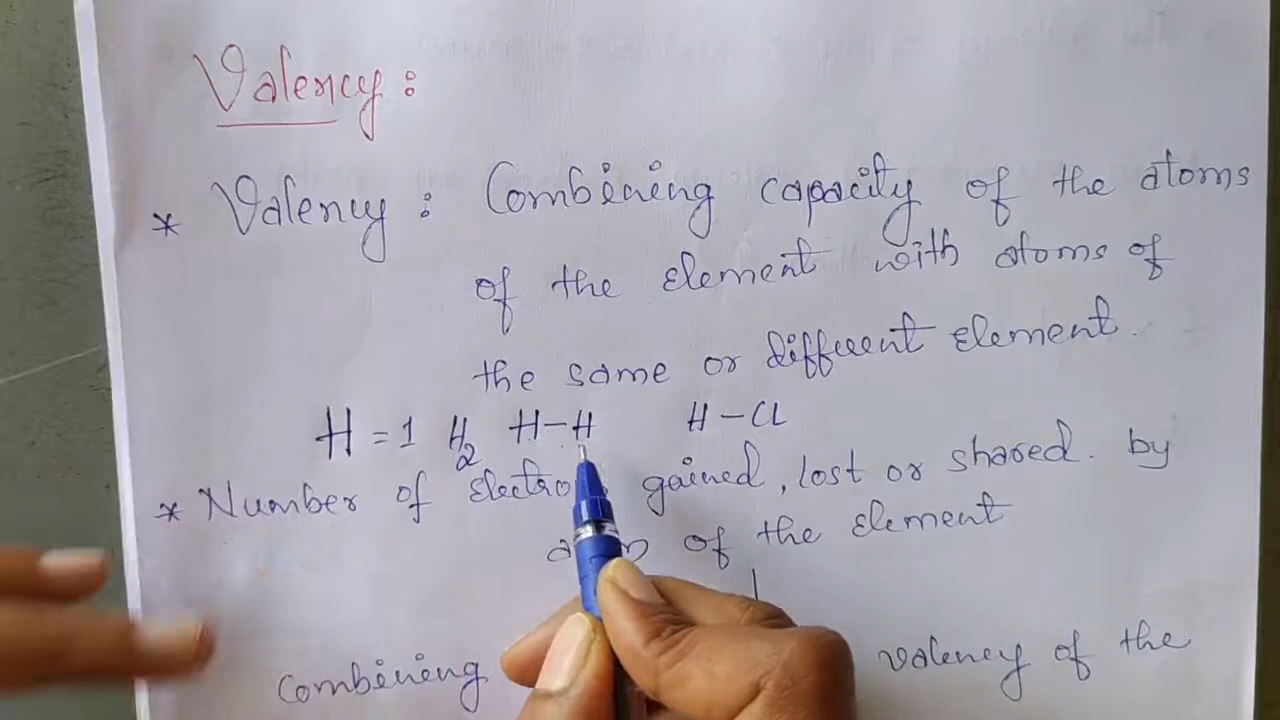 Valency:
* Valency: Combining capacity of the atoms
of the element with atoms of
the same or different element.
H = 1 H2 H-H H-Cl
* Number of gained, lost or shared. by
of the element
combining valency of the